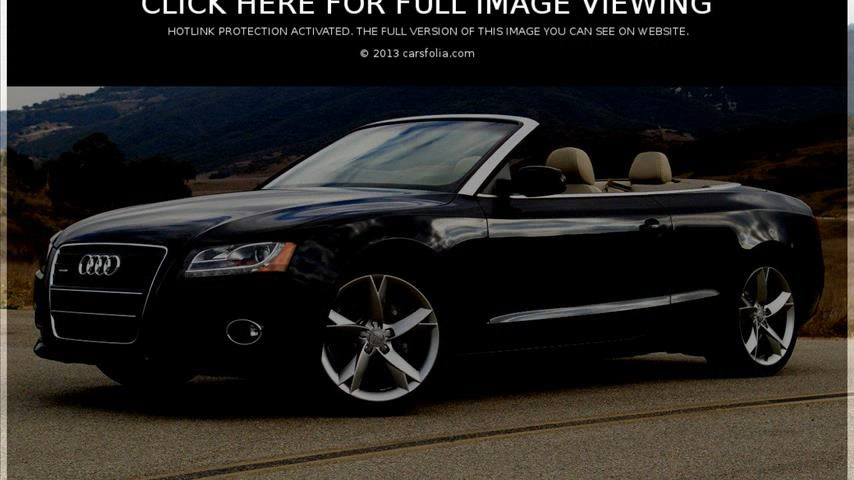 CLICK HERE FOR FULL IMAGE VIEWING
HOTLINK PROTECTION ACTIVATED. THE FULL VERSION OF THIS IMAGE YOU CAN SEE ON WEBSITE.
© 2013 carsfolia.com